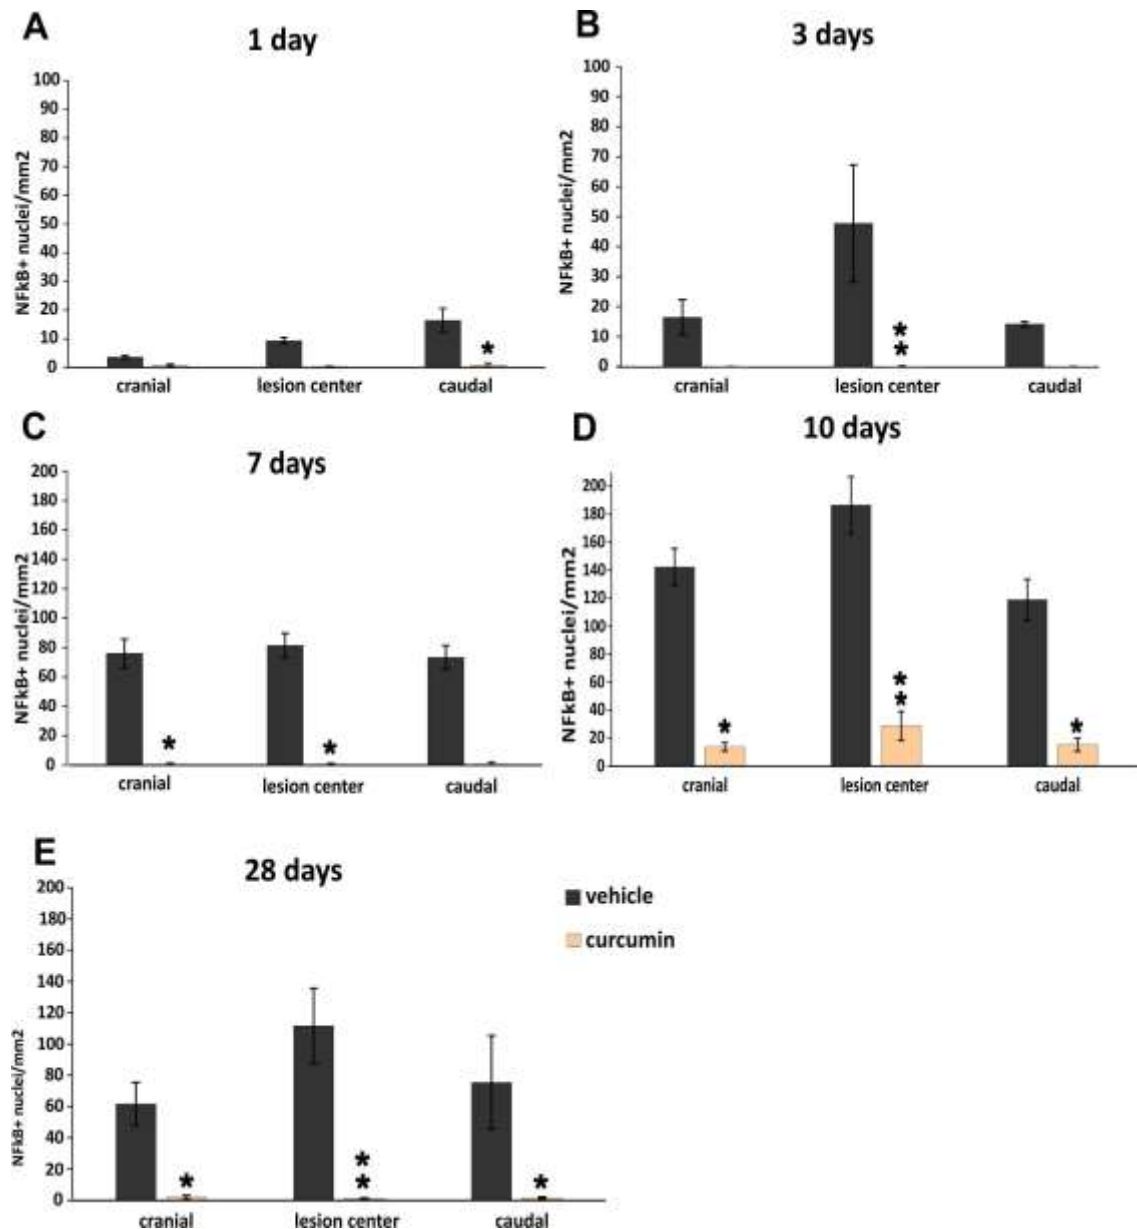 A
1 day
NFkB+ nuclei/mm2
100
90
80
70
60
50
40
30
20
10
0
*
cranial
lesion center
caudal
B
3 days
NFkB+ nuclei/mm2
100
90
80
70
60
50
40
30
20
10
0
*
*
cranial
lesion center
caudal
C
7 days
NFkB+ nuclei/mm2
200
180
160
140
120
100
80
60
40
20
0
*
*
cranial
lesion center
caudal
D
10 days
NFkB+ nuclei/mm2
200
180
160
140
120
100
80
60
40
20
0
*
*
*
*
cranial
lesion center
caudal
E
28 days
NFkB+ nuclei/mm2
200
180
160
140
120
100
80
60
40
20
0
*
*
*
*
cranial
lesion center
caudal
vehicle
curcumin